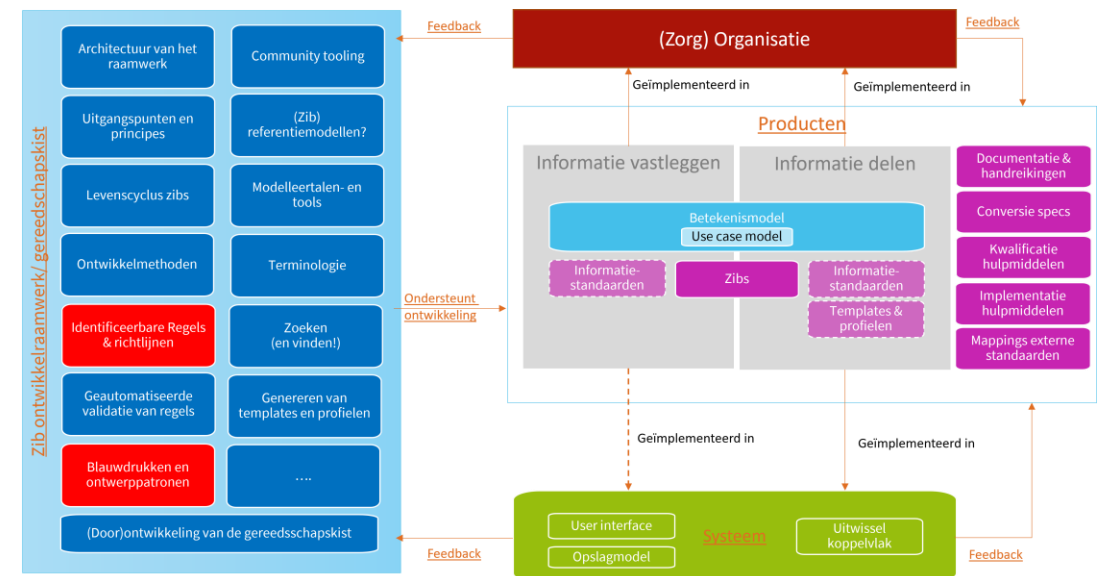 Zib ontwikkelraamwerk/ gereedschapskist
Architectuur van het
raamwerk
Community tooling
Uitgangspunten en
principes
(Zib)
referentiemodellen?
Levenscyclus zibs
Modelleertalen- en
tools
Ontwikkelmethoden
Terminologie
Identificeerbare Regels
& richtlijnen
Zoeken
(en vinden!)
Geautomatiseerde
validatie van regels
Genereren van
templates en profielen
Blauwdrukken en
ontwerppatronen
....
(Door)ontwikkeling van de gereedsschapskist
Feedback
(Zorg) Organisatie
Feedback
Geïmplementeerd in
Geïmplementeerd in
Ondersteunt
ontwikkeling
Producten
Informatie vastleggen
Informatie delen
Betekenismodel
Use case model
Informatie-
standaarden
Zibs
Informatie-
standaarden
Templates &
profielen
Documentatie &
handreikingen
Conversie specs
Kwalificatie
hulpmiddelen
Implementatie
hulpmiddelen
Mappings externe
standaarden
Geïmplementeerd in
Geïmplementeerd in
Feedback
User interface
Opslagmodel
Systeem
Uitwissel
koppelvlak
Feedback